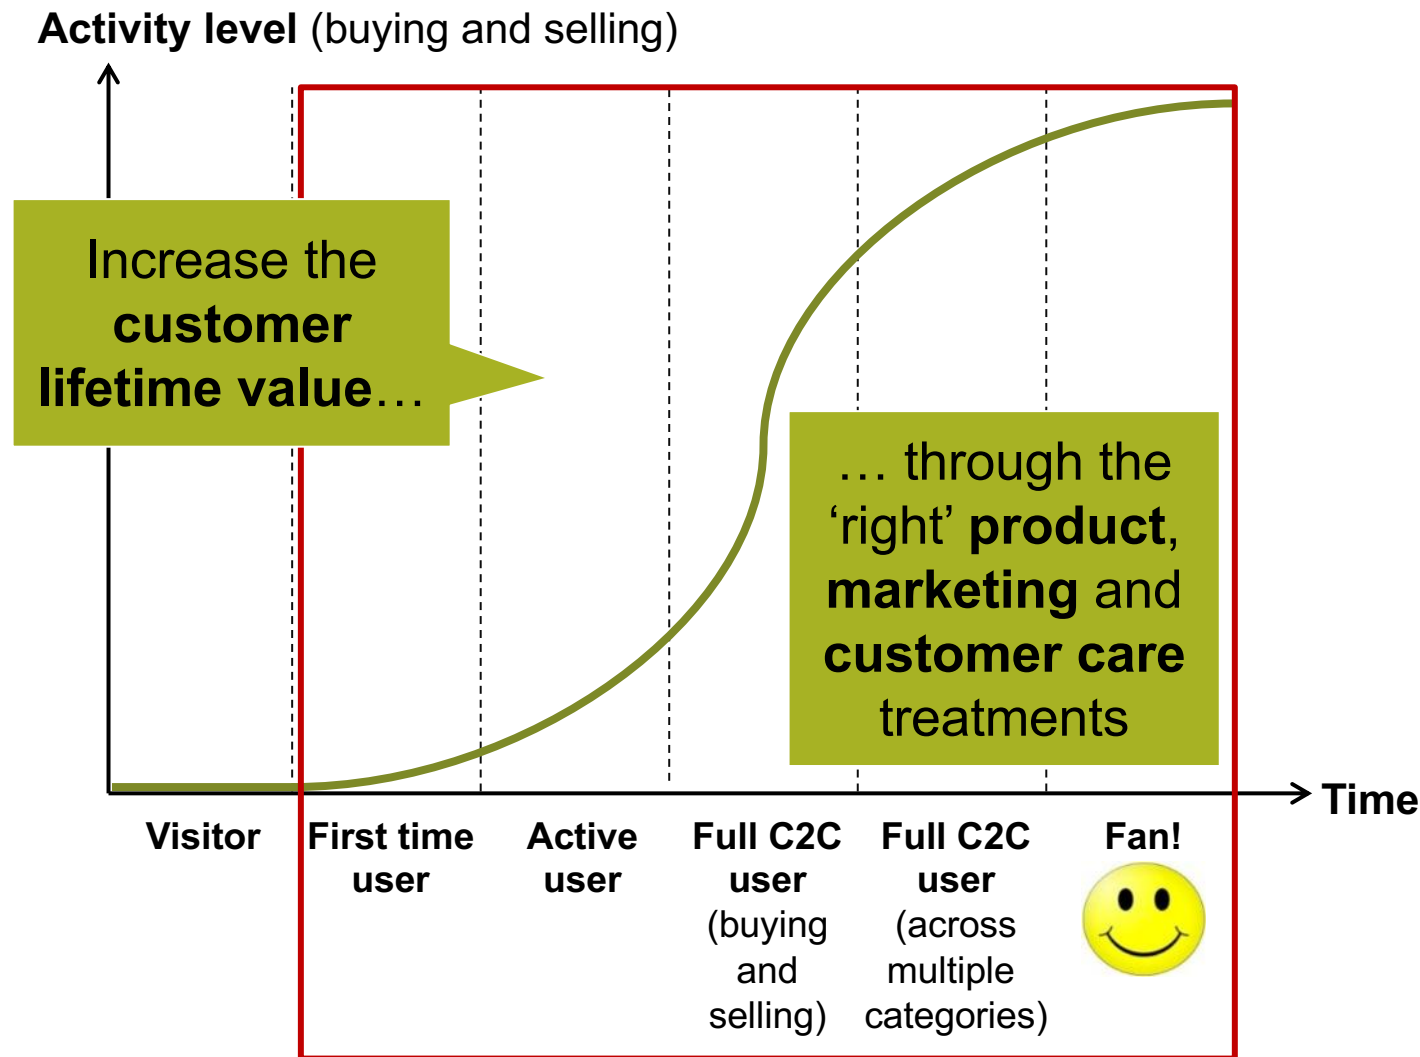 Activity level (buying and selling)
Increase the
customer
lifetime value…
… through the
‘right’ product,
marketing and
customer care
treatments
Time
Visitor
First time
user
Active
user
Full C2C
user
(buying
and
selling)
Full C2C
user
(across
multiple
categories)
Fan!